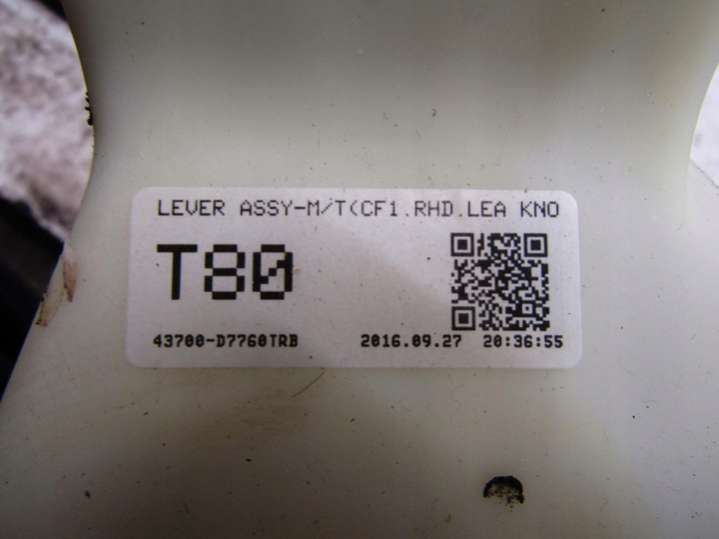 LEVER ASSY-M/T(CF1.RHD.LEA KNO
T80
43700-D7760TRB 2016.09.27 20:36:55